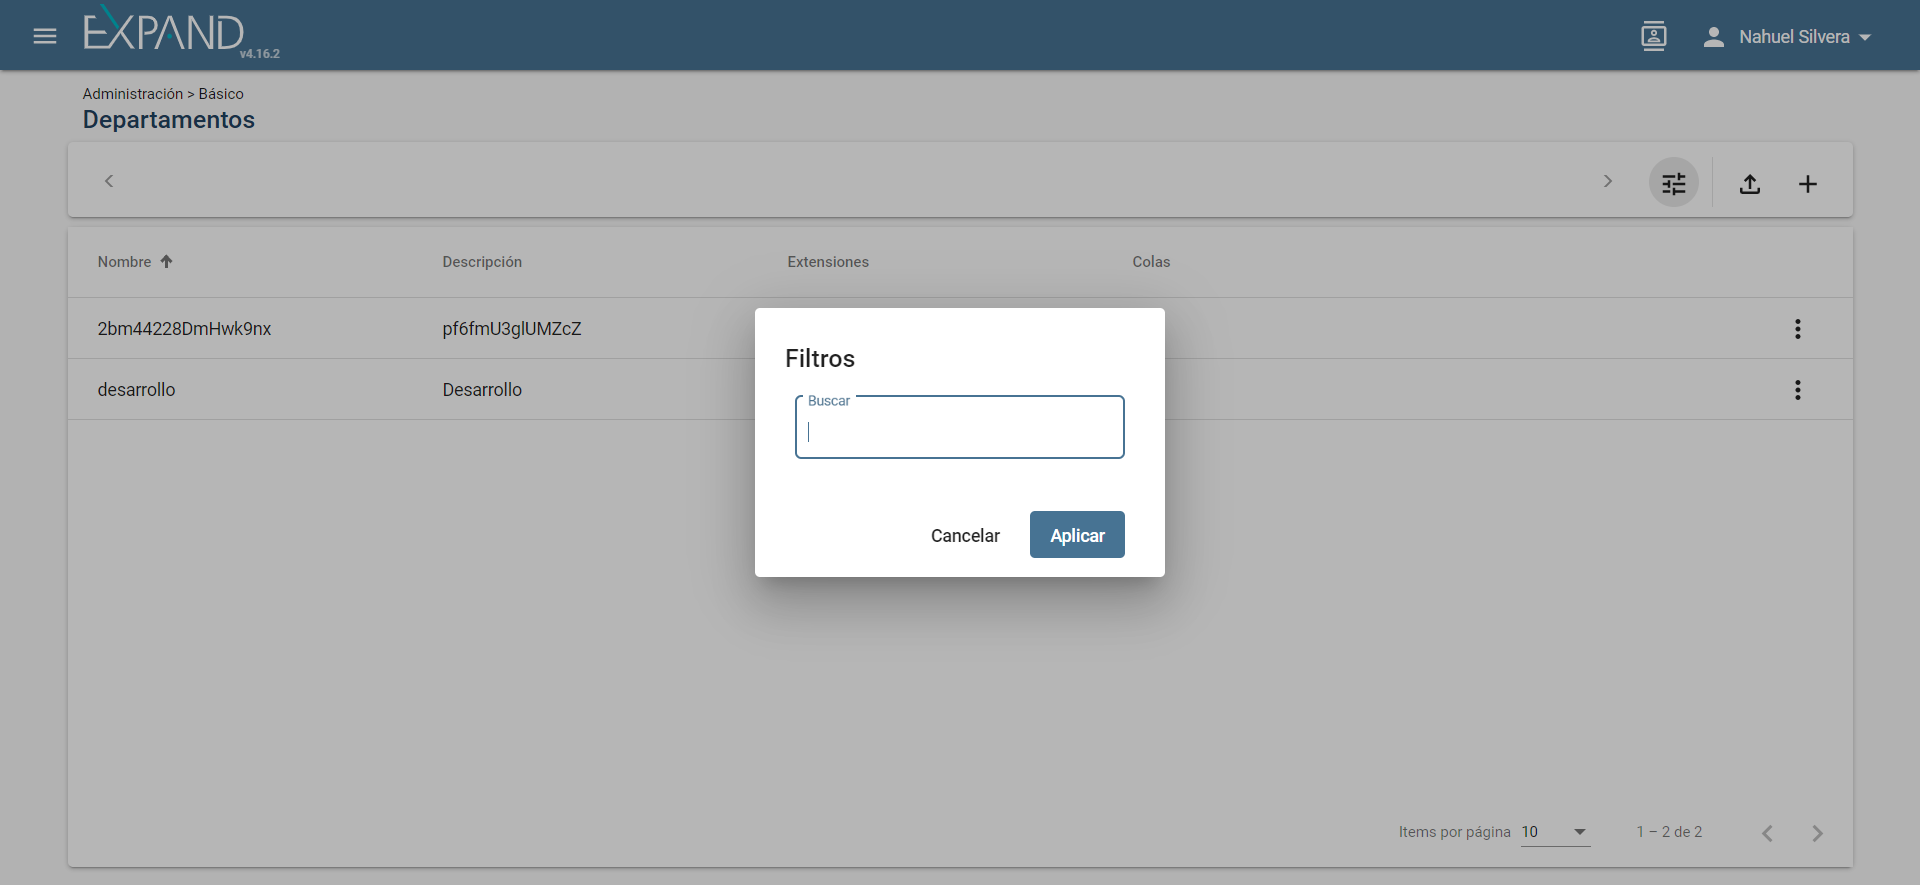 EXPAND
v4.16.2
Nahuel Silvera
Administración > Básico
Departamentos
Nombre Descripción Extensiones Colas
2bm44228DmHwk9nx pf6fmU3glUMZcZ
desarrollo Desarrollo
Filtros
Buscar
Cancelar Aplicar
Items por página 10 1 – 2 de 2